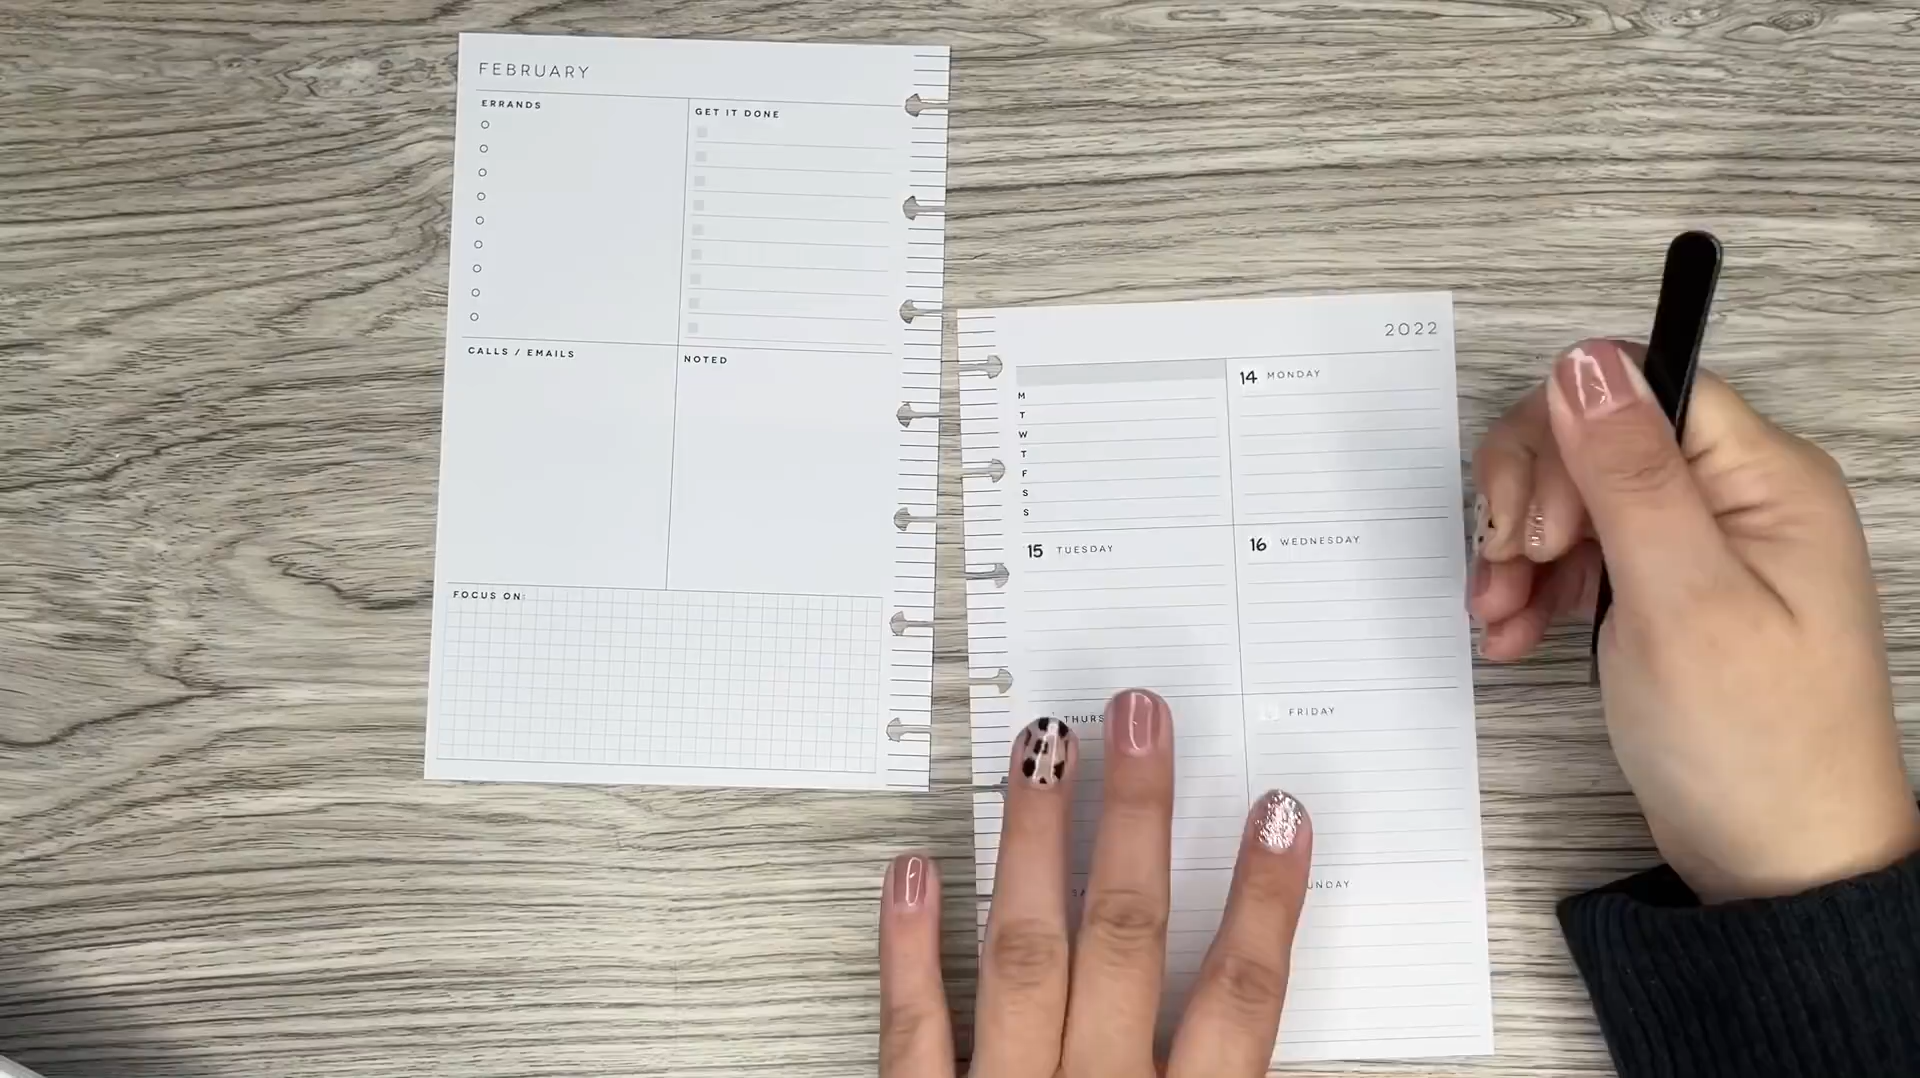 FEBRUARY
ERRANDS
GET IT DONE
CALLS / EMAILS
NOTED
FOCUS ON:
2022
M
T
W
T
F
S
S
14 MONDAY
15 TUESDAY
16 WEDNESDAY
FRIDAY